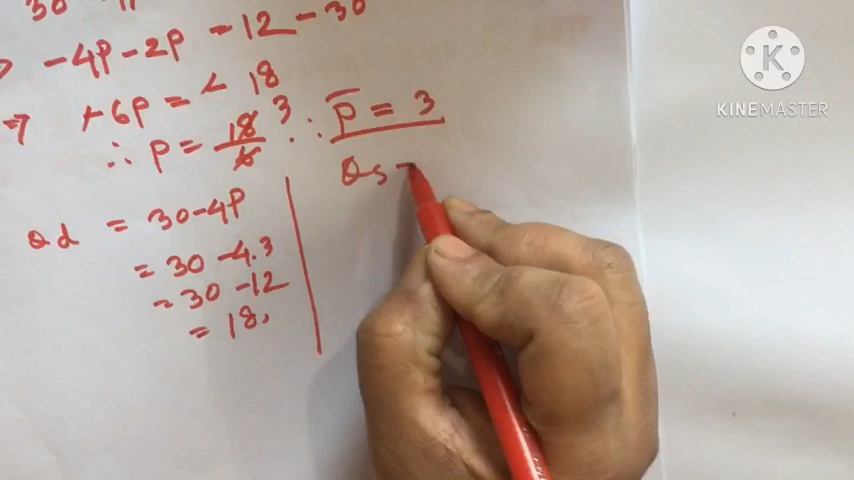 -4P - 2P = 12 - 30
⇒ +6P = < 18
∴ P = 18/6 3 ∴ P̅ = 3
Qd = 30 - 4P
= 30 - 4.3
= 30 - 12
= 18,
Qs =
K
KINEMASTER